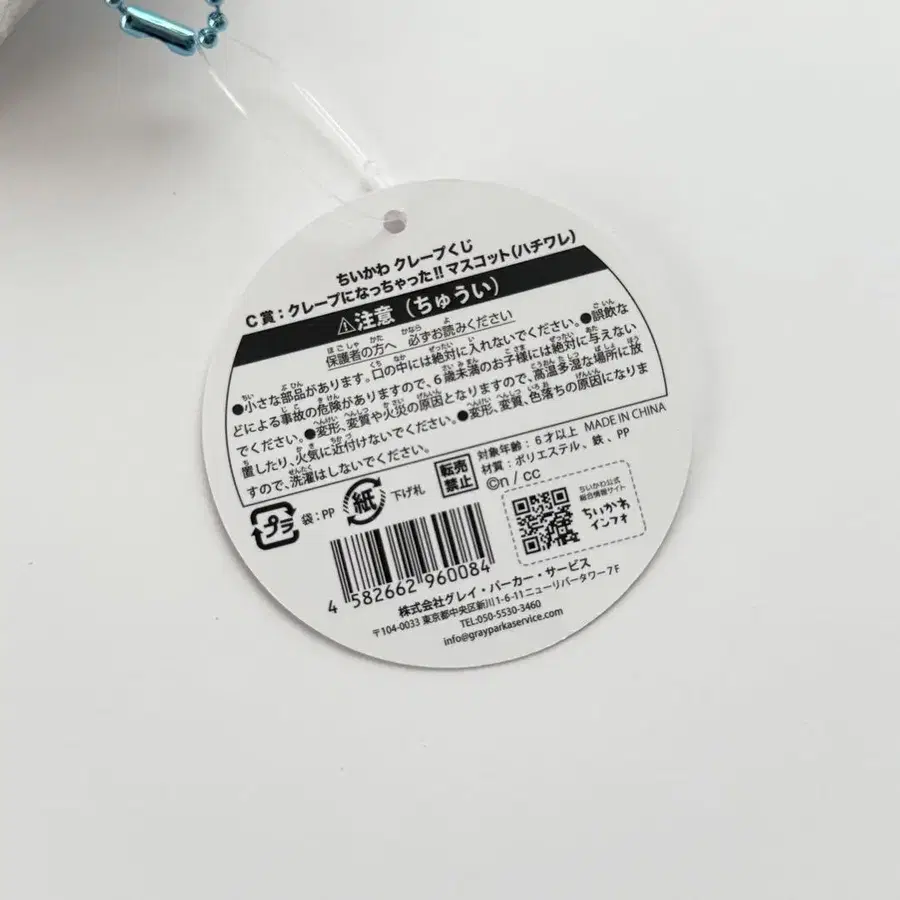 ちいかわ クレープくじ
C賞：クレープになっちゃった!! マスコット(ハチワレ)
⚠注意（ちゅうい）
保護者の方へ 必ずお読みください
●小さな部品があります。口の中には絶対に入れないでください。●誤飲な
どによる事故の危険がありますので、6歳未満のお子様には絶対に与えない
でください。●変形、変質や火災の原因となりますので、高温多湿な場所に放
置したり、火気に近付けないでください。●変形、変質、色落ちの原因になりま
すので、洗濯はしないでください。
対象年齢：6才以上 MADE IN CHINA
材質：ポリエステル、鉄、PP
©n / cc
転売
禁止
プラ
袋：PP
紙
下げ札
ちいかわ公式
総合情報サイト
ちいかわ
インフォ
4 582662 960084
株式会社グレイ・パーカー・サービス
〒104-0033 東京都中央区新川1-6-11ニューリバータワー7F
TEL:050-5530-3460
info@grayparkaservice.com